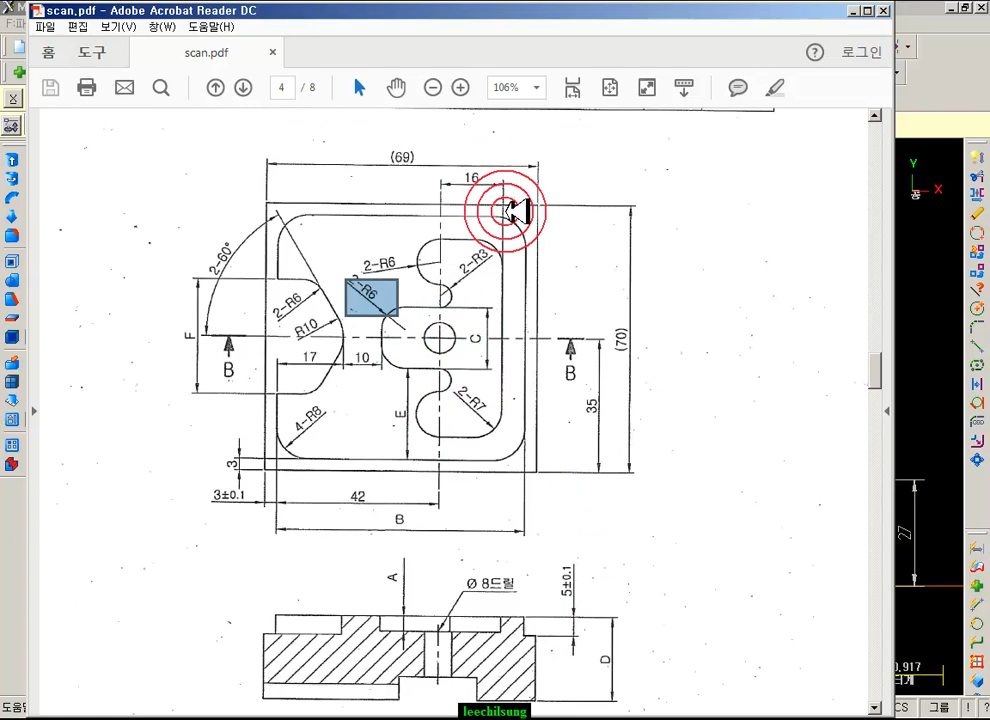 scan.pdf - Adobe Acrobat Reader DC
파일 편집 보기(V) 창(W) 도움말(H)
홈 도구 scan.pdf × ? 로그인
4 / 8 106%
(69)
16
2-60°
2-R6
2-R3
2-R6
2-R6
R10
F
C
(70)
17
10
B
B
35
4-R8
E
2-R7
3
3±0.1
42
B
A
Ø 8드릴
5±0.1
D
leechilsung
Y
X
27
0,917
CS 그룹 ! ?